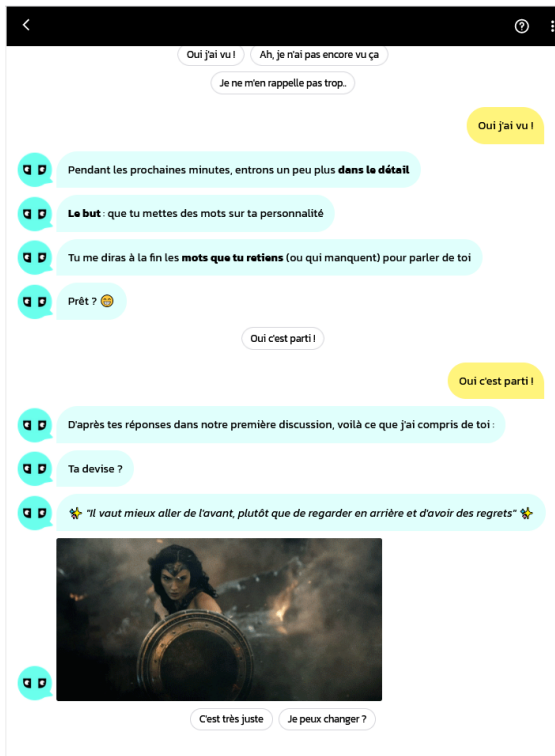 Oui j'ai vu !
Ah, je n'ai pas encore vu ça
Je ne m'en rappelle pas trop..
Oui j'ai vu !
Pendant les prochaines minutes, entrons un peu plus dans le détail
Le but : que tu mettes des mots sur ta personnalité
Tu me diras à la fin les mots que tu retiens (ou qui manquent) pour parler de toi
Prêt ? 😁
Oui c'est parti !
Oui c'est parti !
D'après tes réponses dans notre première discussion, voilà ce que j'ai compris de toi :
Ta devise ?
✨ "Il vaut mieux aller de l'avant, plutôt que de regarder en arrière et d'avoir des regrets" ✨
C'est très juste
Je peux changer ?